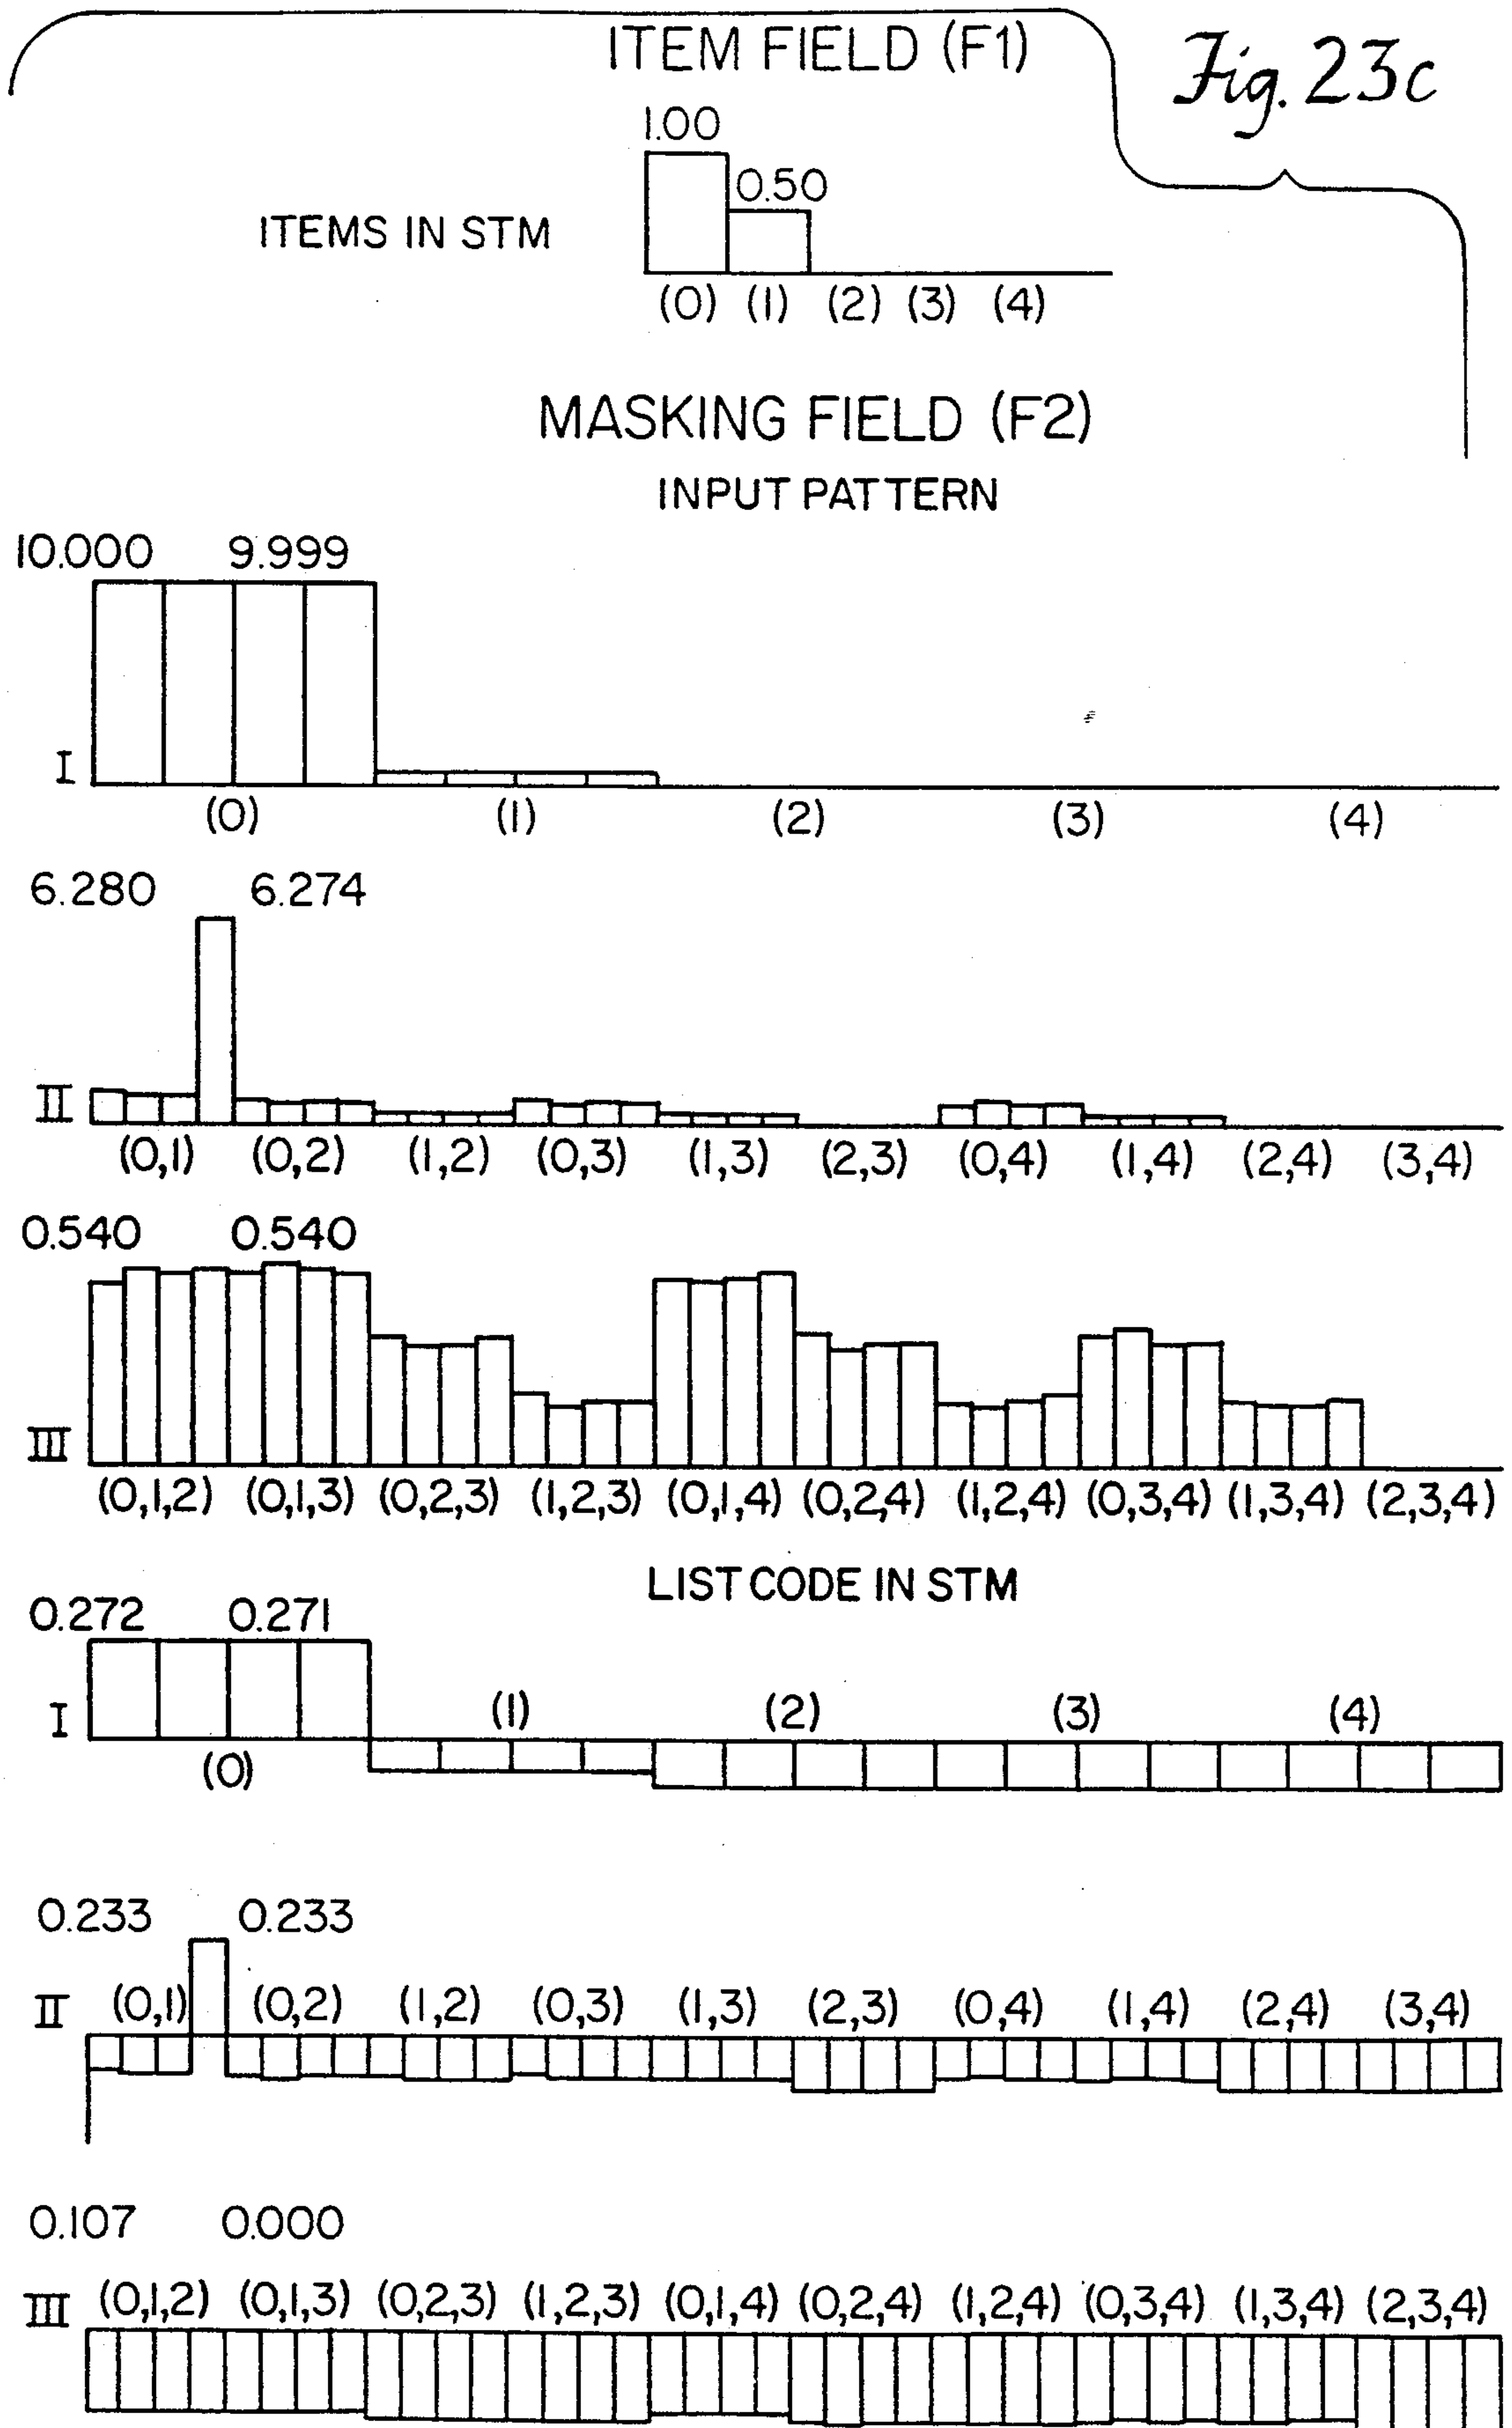 ITEM FIELD (F1)
Fig. 23c
1.00
0.50
ITEMS IN STM
(0) (1) (2) (3) (4)
MASKING FIELD (F2)
INPUT PATTERN
10.000 9.999
I
(0) (1) (2) (3) (4)
6.280 6.274
II
(0,1) (0,2) (1,2) (0,3) (1,3) (2,3) (0,4) (1,4) (2,4) (3,4)
0.540 0.540
III
(0,1,2) (0,1,3) (0,2,3) (1,2,3) (0,1,4) (0,2,4) (1,2,4) (0,3,4) (1,3,4) (2,3,4)
LIST CODE IN STM
0.272 0.271
I (1) (2) (3) (4)
(0)
0.233 0.233
II (0,1) (0,2) (1,2) (0,3) (1,3) (2,3) (0,4) (1,4) (2,4) (3,4)
0.107 0.000
III (0,1,2) (0,1,3) (0,2,3) (1,2,3) (0,1,4) (0,2,4) (1,2,4) (0,3,4) (1,3,4) (2,3,4)